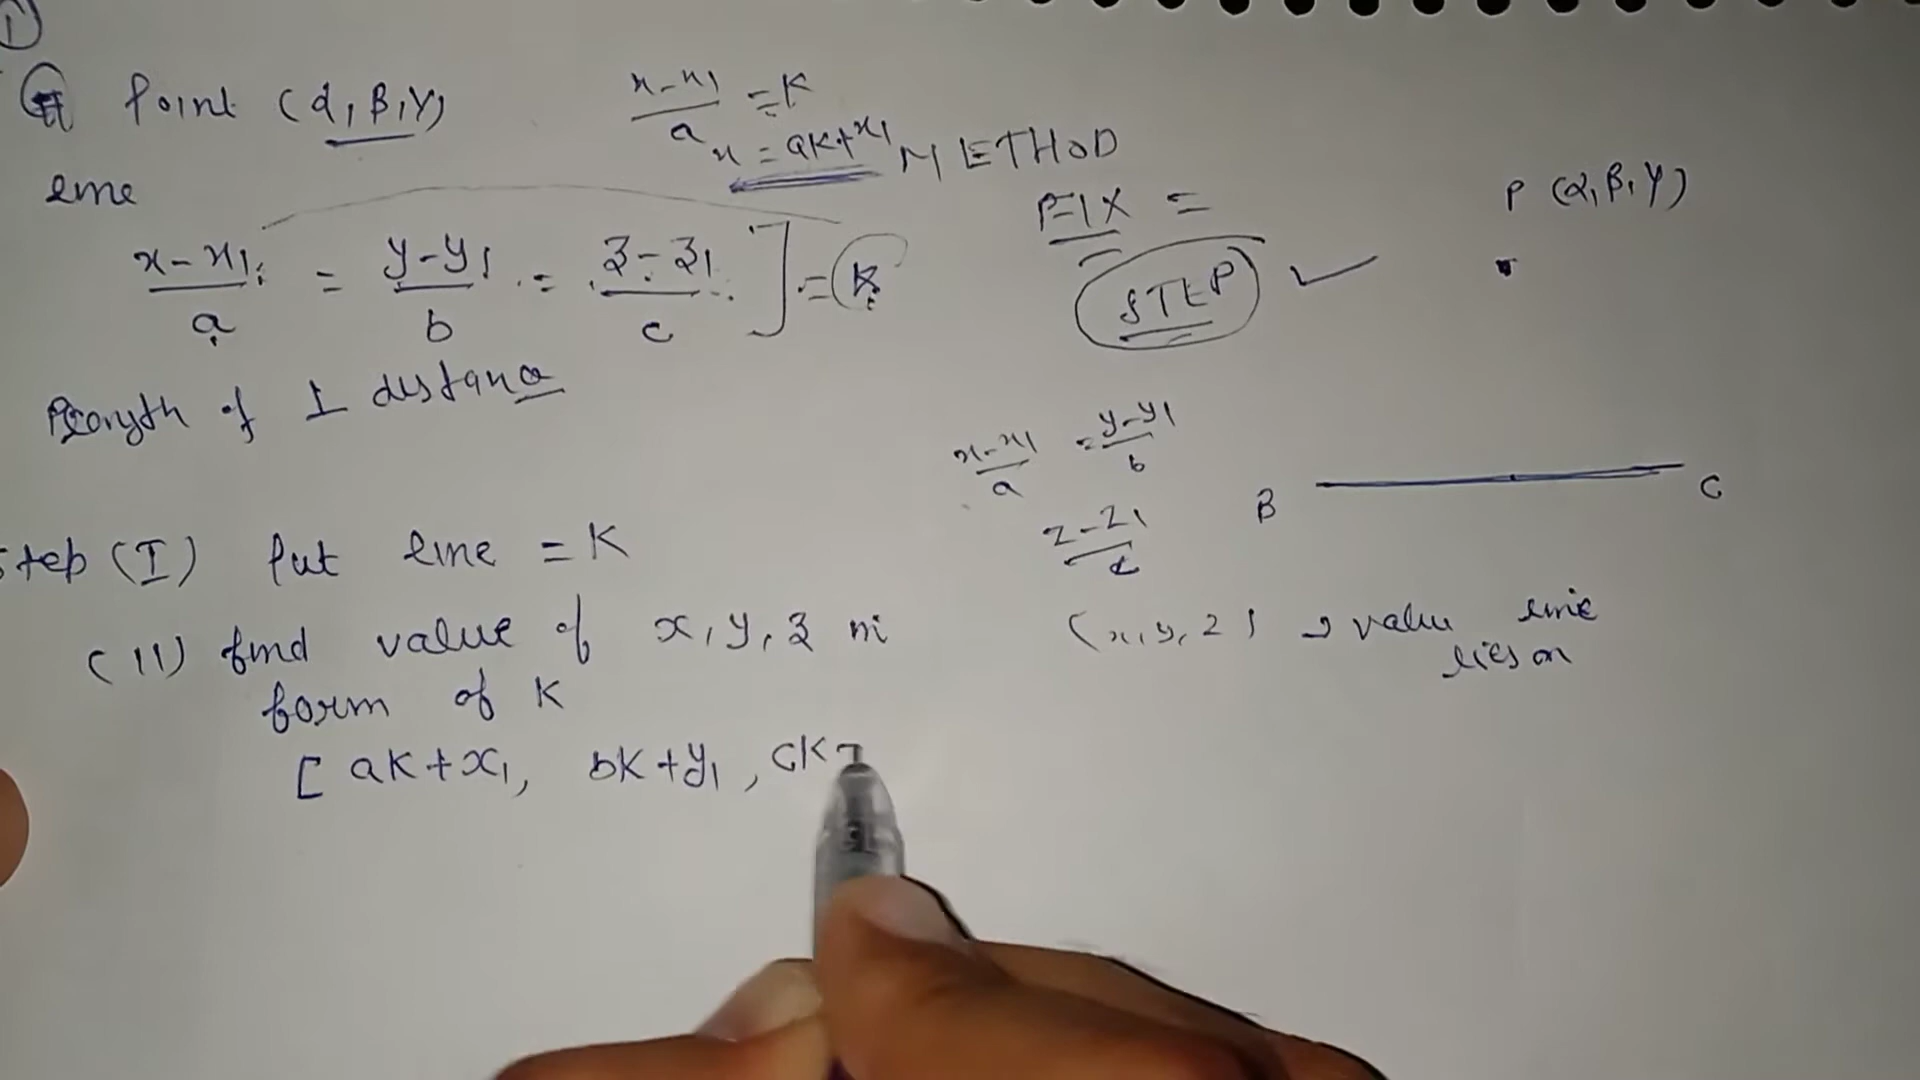 ①
# Point (α, β, γ)
line
(x-x₁)/a = (y-y₁)/b = (z-z₁)/c ] = K
Length of ⊥ distance
Step (I) Put line = K
(II) find value of x, y, z in
form of K
[ aK+x₁, bK+y₁, cK
(x-x₁)/a = K
x = aK+x₁
METHOD
FIX =
STEP ✓
P (α, β, γ)
(x-x₁)/a = (y-y₁)/b
(z-z₁)/c
B C
(x, y, z) → value line
lies on